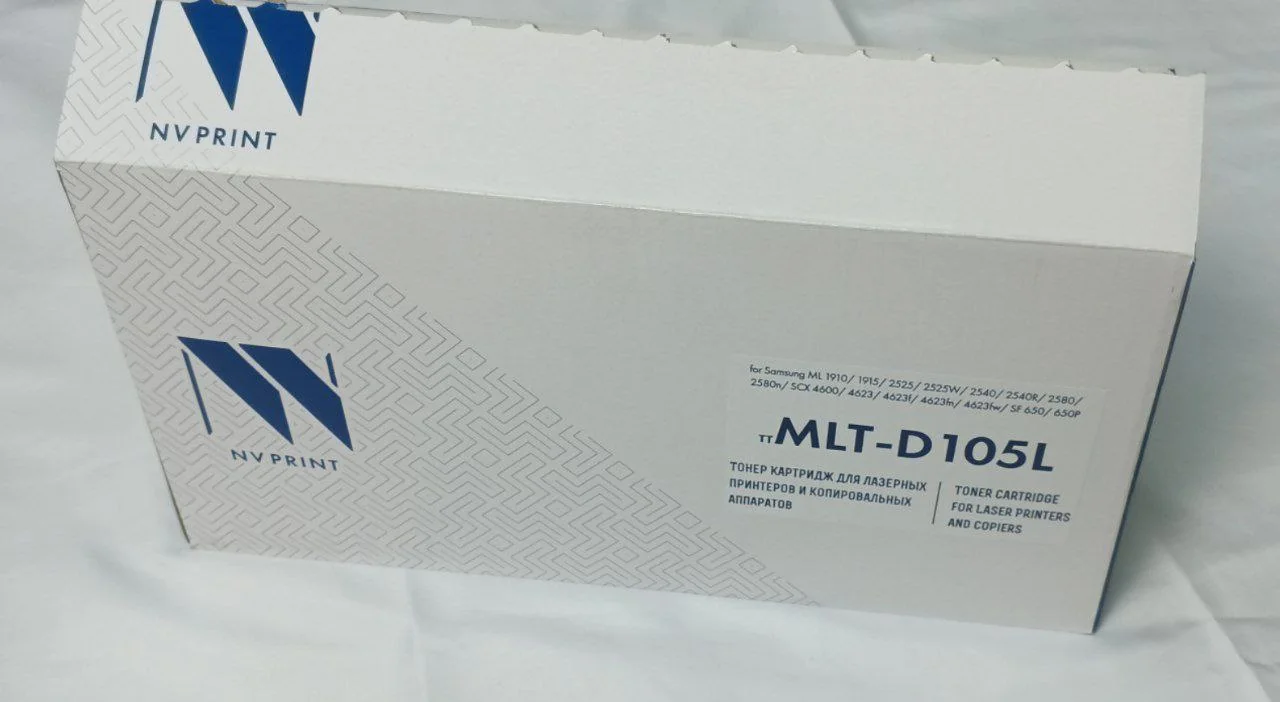 NV PRINT
NV PRINT
for Samsung ML 1910/ 1915/ 2525/ 2525W/ 2540/ 2540R/ 2580/
2580n/ SCX 4600/ 4623/ 4623f/ 4623fn/ 4623fw/ SF 650/ 650P
TT MLT-D105L
ТОНЕР КАРТРИДЖ ДЛЯ ЛАЗЕРНЫХ
ПРИНТЕРОВ И КОПИРОВАЛЬНЫХ
АППАРАТОВ
TONER CARTRIDGE
FOR LASER PRINTERS
AND COPIERS